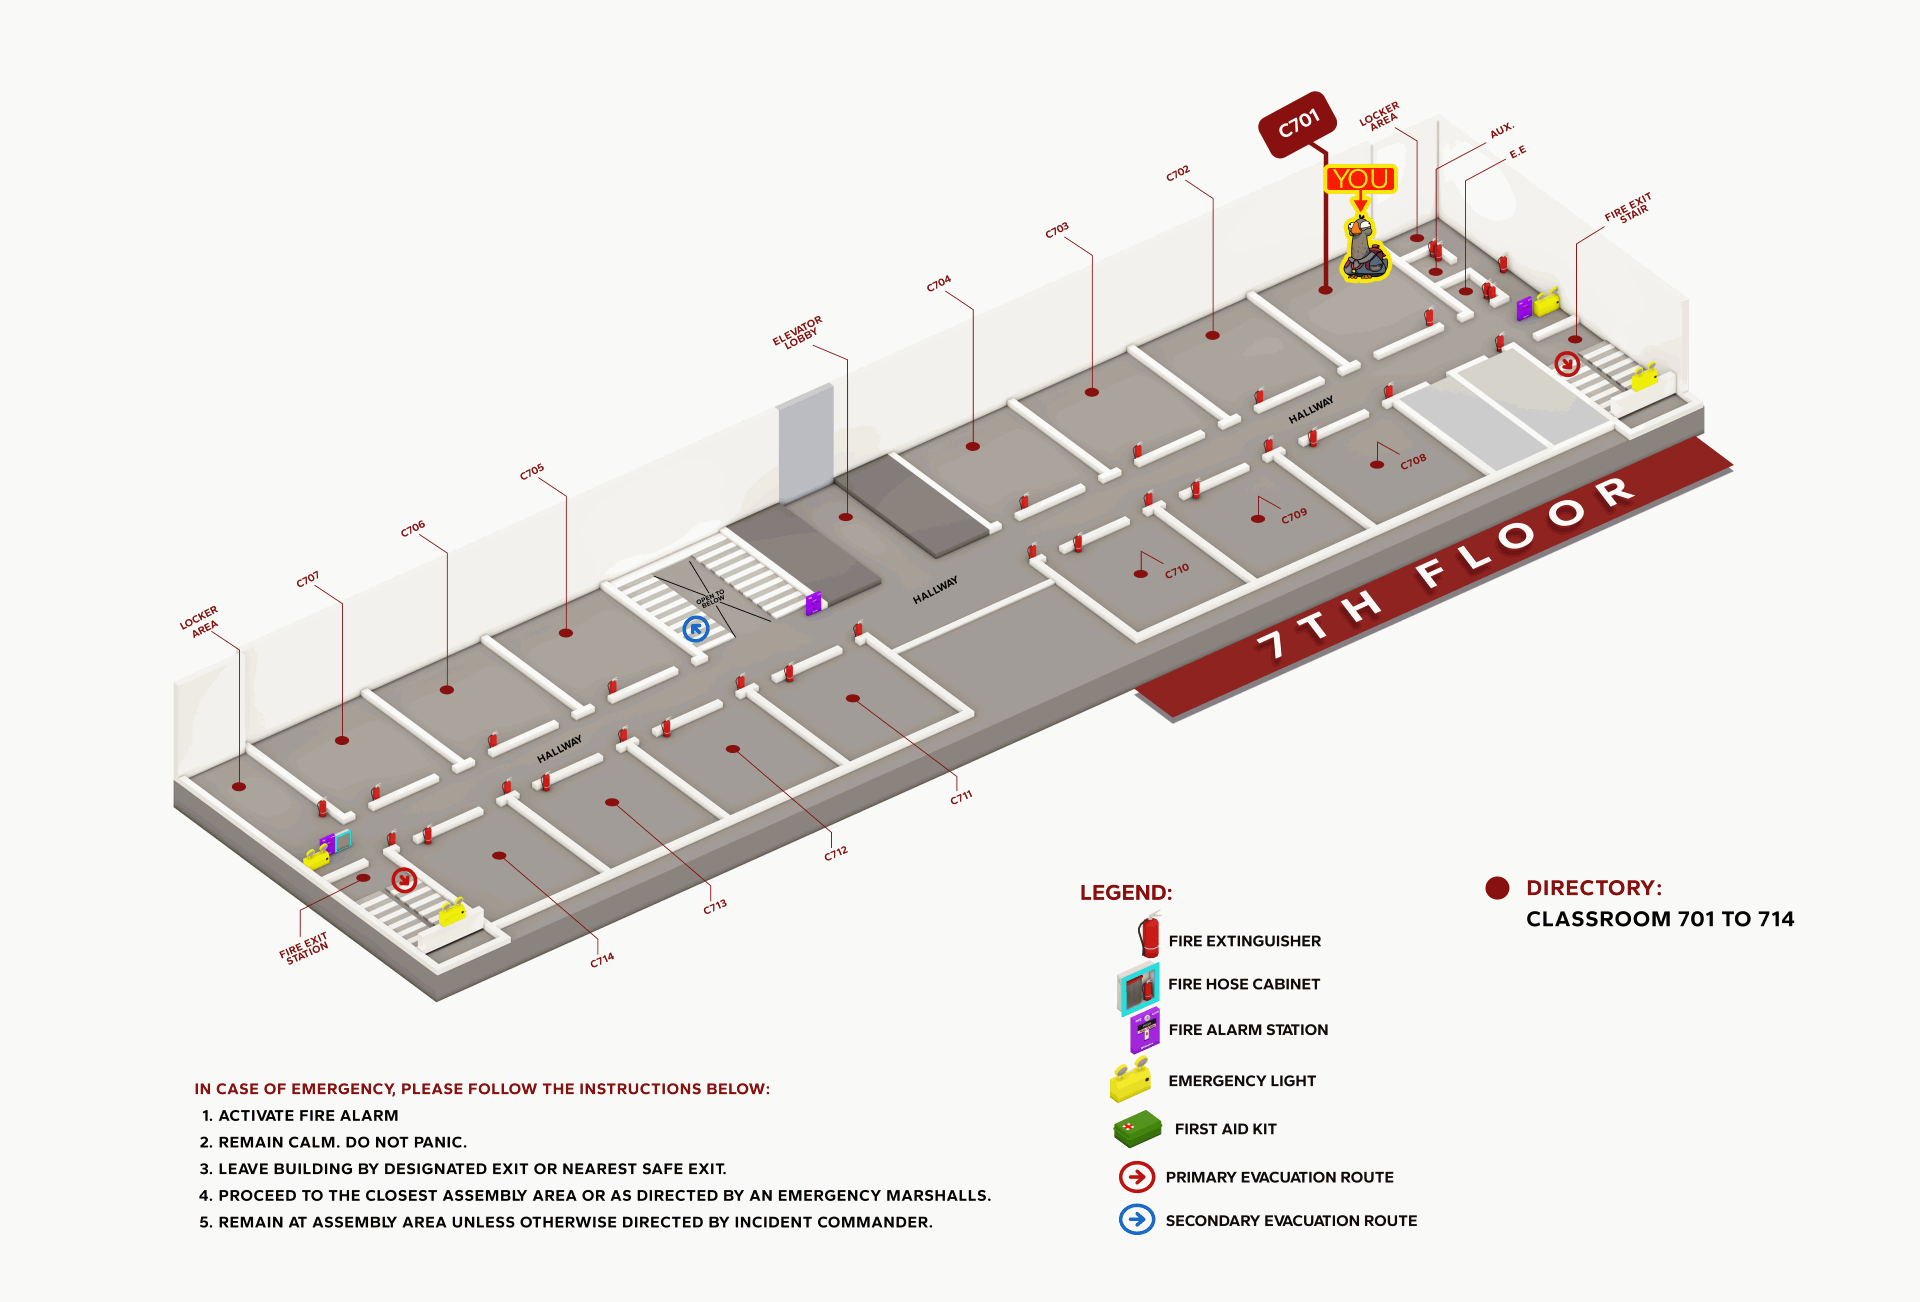 C701
LOCKER
AREA
AUX.
E.E
YOU
C702
FIRE EXIT
STAIR
C703
C704
ELEVATOR
LOBBY
HALLWAY
C705
C708
C706
C709
7TH FLOOR
C707
C710
OPEN TO
BELOW
HALLWAY
LOCKER
AREA
HALLWAY
C711
C712
C713
FIRE EXIT
STATION
C714
LEGEND:
FIRE EXTINGUISHER
FIRE HOSE CABINET
FIRE ALARM STATION
EMERGENCY LIGHT
FIRST AID KIT
PRIMARY EVACUATION ROUTE
SECONDARY EVACUATION ROUTE
DIRECTORY:
CLASSROOM 701 TO 714
IN CASE OF EMERGENCY, PLEASE FOLLOW THE INSTRUCTIONS BELOW:
1. ACTIVATE FIRE ALARM
2. REMAIN CALM. DO NOT PANIC.
3. LEAVE BUILDING BY DESIGNATED EXIT OR NEAREST SAFE EXIT.
4. PROCEED TO THE CLOSEST ASSEMBLY AREA OR AS DIRECTED BY AN EMERGENCY MARSHALLS.
5. REMAIN AT ASSEMBLY AREA UNLESS OTHERWISE DIRECTED BY INCIDENT COMMANDER.